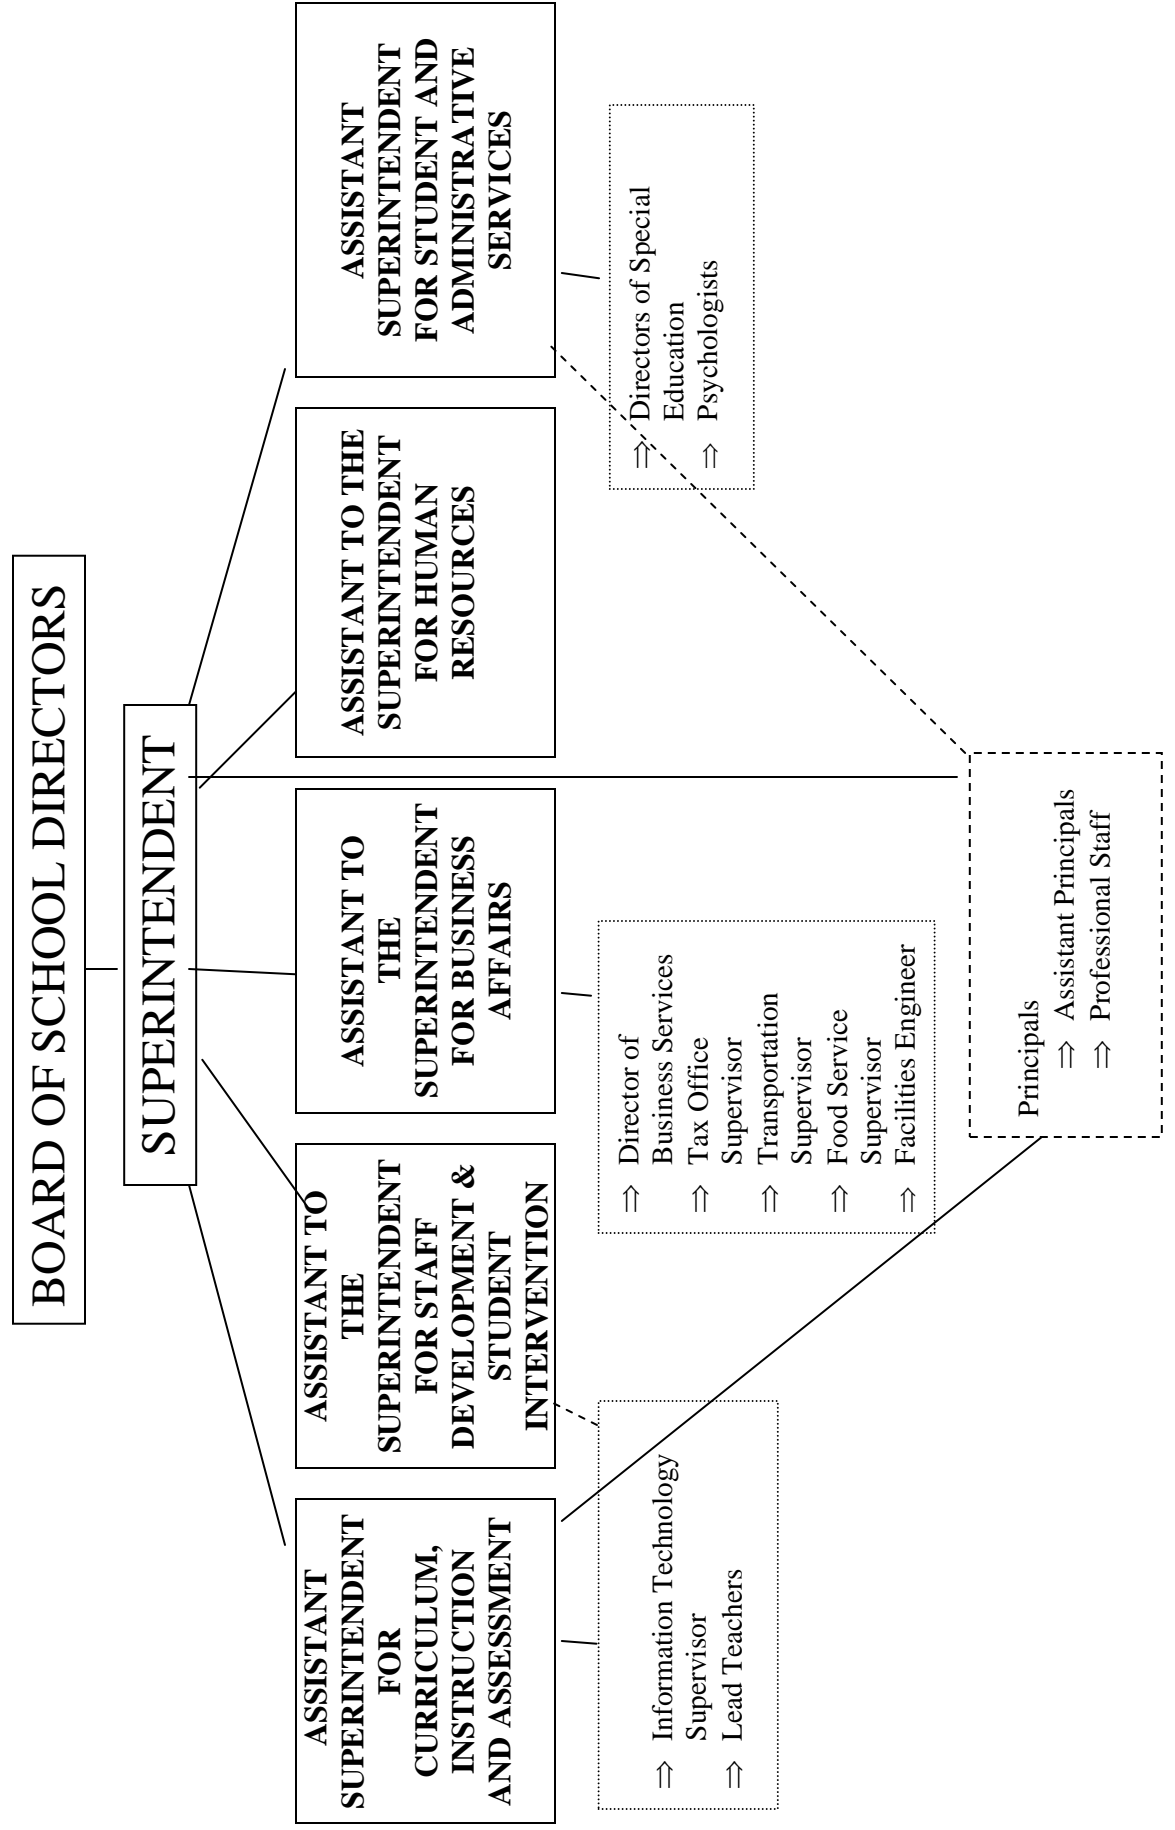 BOARD OF SCHOOL DIRECTORS
SUPERINTENDENT
ASSISTANT
SUPERINTENDENT
FOR
CURRICULUM,
INSTRUCTION
AND ASSESSMENT
ASSISTANT TO
THE
SUPERINTENDENT
FOR STAFF
DEVELOPMENT &
STUDENT
INTERVENTION
ASSISTANT TO
THE
SUPERINTENDENT
FOR BUSINESS
AFFAIRS
ASSISTANT TO THE
SUPERINTENDENT
FOR HUMAN
RESOURCES
ASSISTANT
SUPERINTENDENT
FOR STUDENT AND
ADMINISTRATIVE
SERVICES
⇒ Information Technology
Supervisor
⇒ Lead Teachers
⇒ Director of
Business Services
⇒ Tax Office
Supervisor
⇒ Transportation
Supervisor
⇒ Food Service
Supervisor
⇒ Facilities Engineer
⇒ Directors of Special
Education
⇒ Psychologists
Principals
⇒ Assistant Principals
⇒ Professional Staff